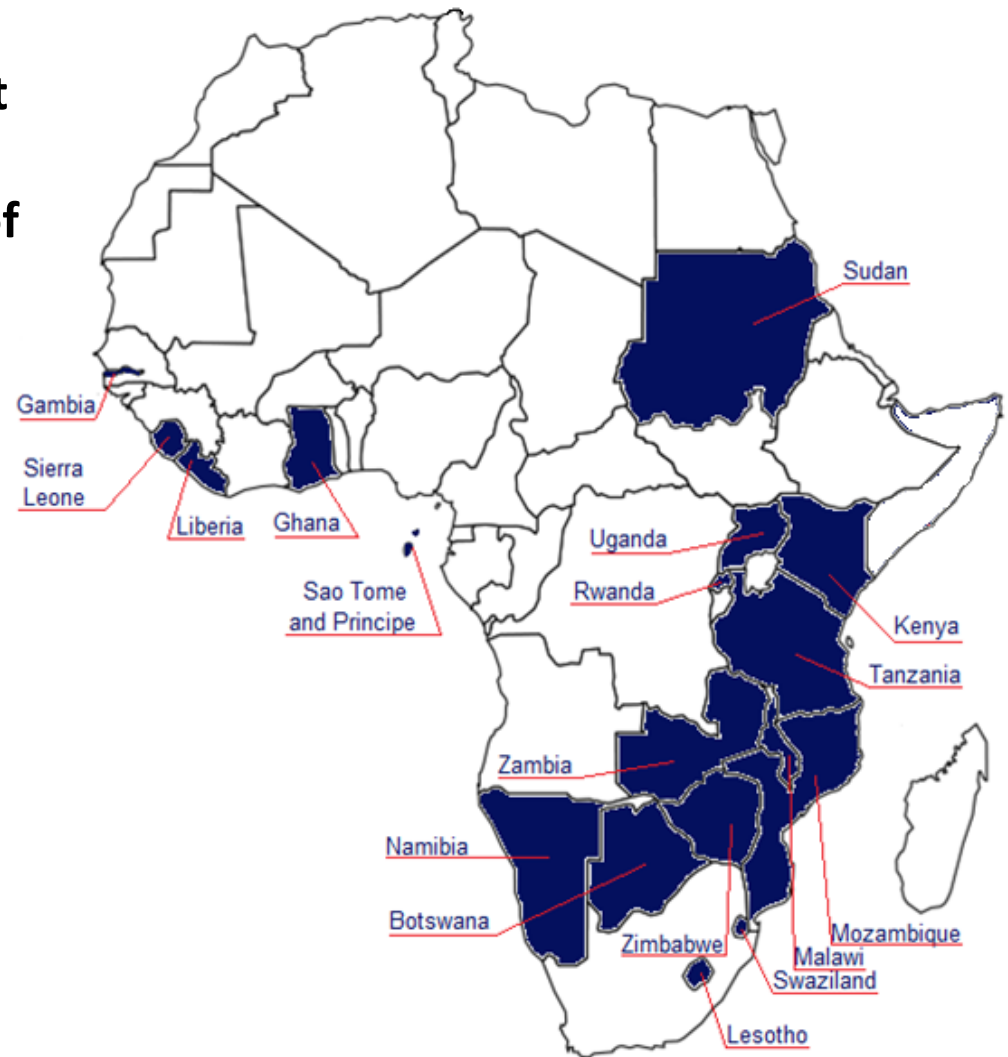 of
Sudan
Gambia
Sierra
Leone
Liberia
Ghana
Sao Tome
and Principe
Uganda
Rwanda
Kenya
Tanzania
Zambia
Namibia
Botswana
Zimbabwe
Mozambique
Malawi
Swaziland
Lesotho